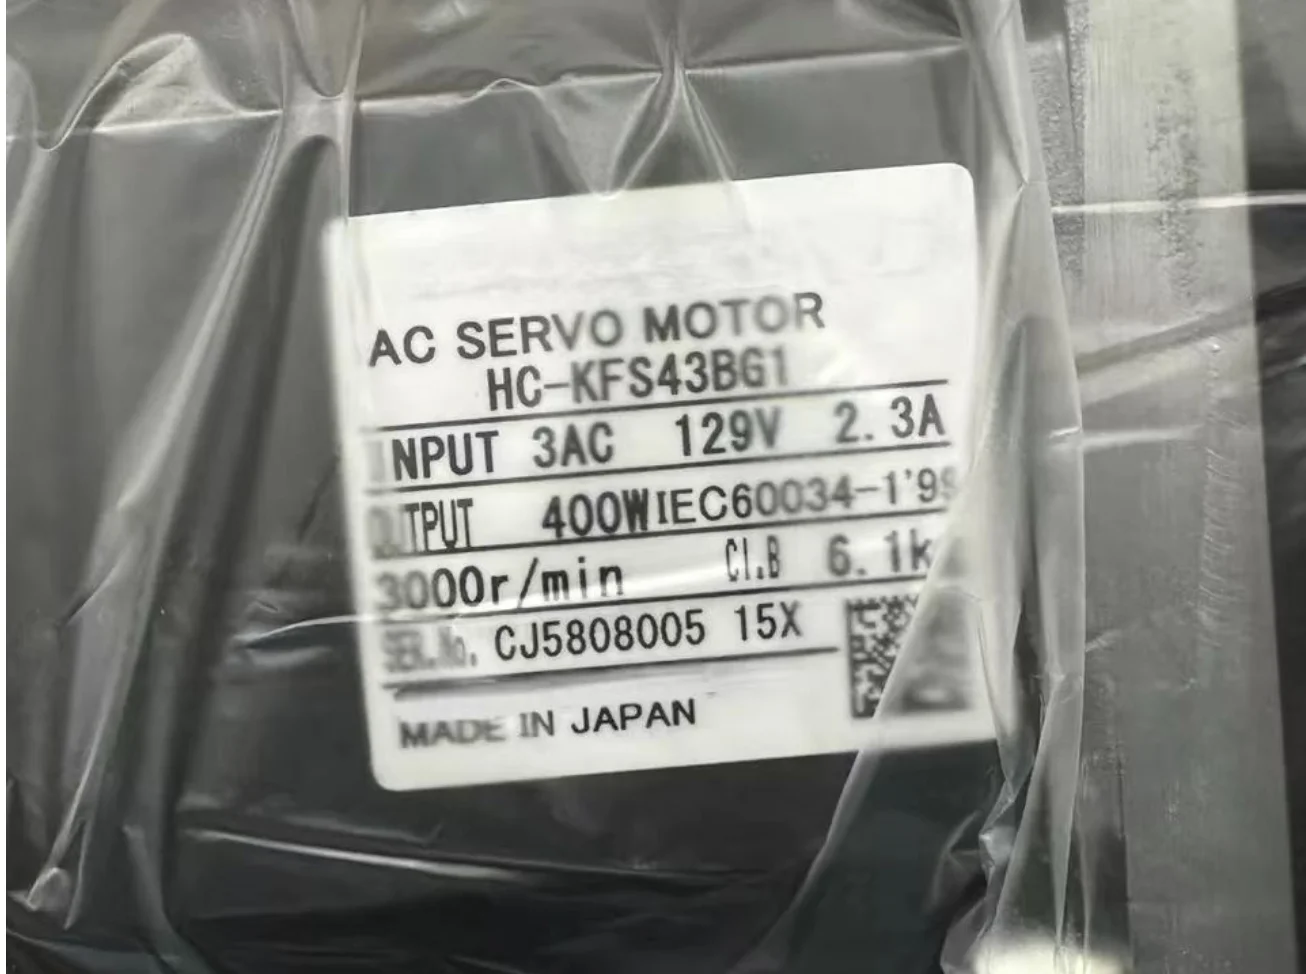 AC SERVO MOTOR
HC-KFS43BG1
INPUT 3AC 129V 2.3A
OUTPUT 400W IEC60034-1'99
3000r/min CI.B 6.1k
SER.No. CJ5808005 15X
MADE IN JAPAN